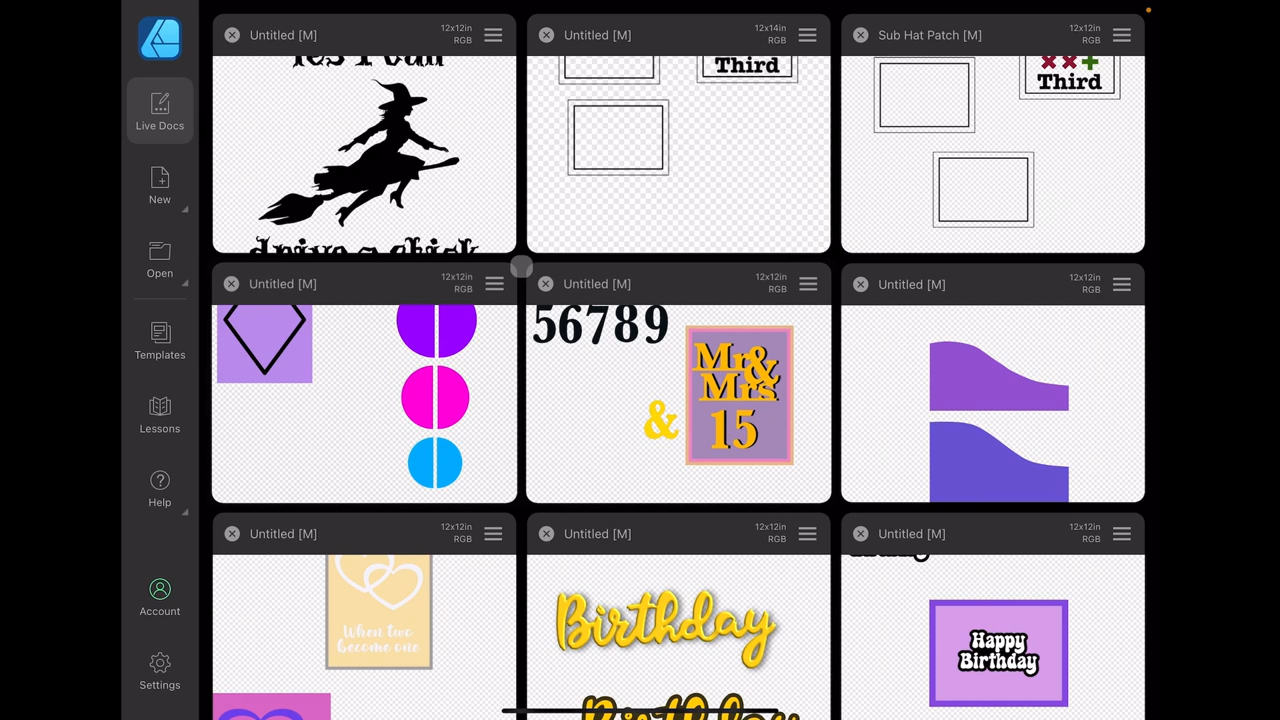 Live Docs
New
Open
Templates
Lessons
Help
Account
Settings
Untitled [M]
12x12in
RGB
Untitled [M]
12x14in
RGB
Third
Sub Hat Patch [M]
12x12in
RGB
Third
Untitled [M]
12x12in
RGB
Untitled [M]
12x12in
RGB
56789
&
Mr&
Mrs
15
Untitled [M]
12x12in
RGB
Untitled [M]
12x12in
RGB
When two
become one
Untitled [M]
12x12in
RGB
Birthday
Birthday
Untitled [M]
12x12in
RGB
Happy
Birthday